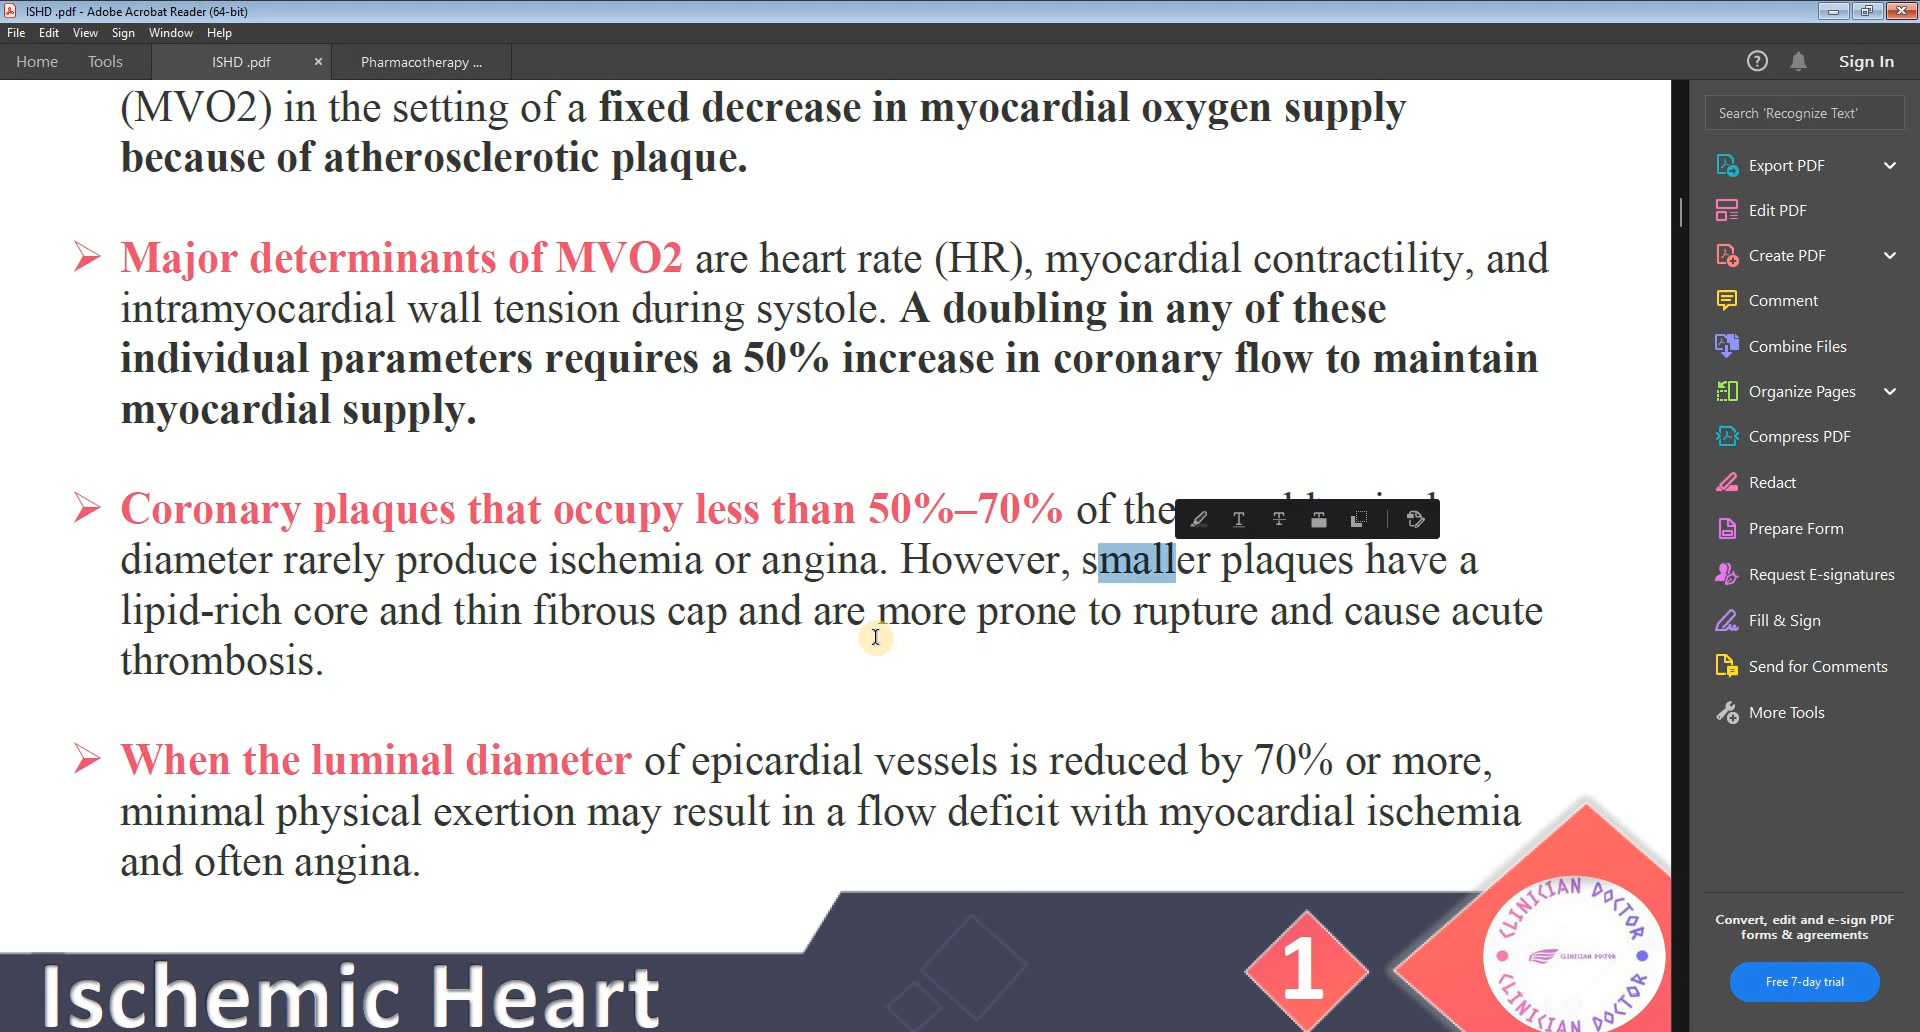 ISHD .pdf - Adobe Acrobat Reader (64-bit)
File Edit View Sign Window Help
Home Tools ISHD .pdf × Pharmacotherapy ... Sign In
(MVO2) in the setting of a fixed decrease in myocardial oxygen supply
because of atherosclerotic plaque.
➢ Major determinants of MVO2 are heart rate (HR), myocardial contractility, and
intramyocardial wall tension during systole. A doubling in any of these
individual parameters requires a 50% increase in coronary flow to maintain
myocardial supply.
➢ Coronary plaques that occupy less than 50%–70% of the
diameter rarely produce ischemia or angina. However, smaller plaques have a
lipid-rich core and thin fibrous cap and are more prone to rupture and cause acute
thrombosis.
➢ When the luminal diameter of epicardial vessels is reduced by 70% or more,
minimal physical exertion may result in a flow deficit with myocardial ischemia
and often angina.
Ischemic Heart
1
CLINICIAN DOCTOR
CLINICIAN DOCTOR
CLINICIAN DOCTOR
Search 'Recognize Text'
Export PDF
Edit PDF
Create PDF
Comment
Combine Files
Organize Pages
Compress PDF
Redact
Prepare Form
Request E-signatures
Fill & Sign
Send for Comments
More Tools
Convert, edit and e-sign PDF
forms & agreements
Free 7-day trial